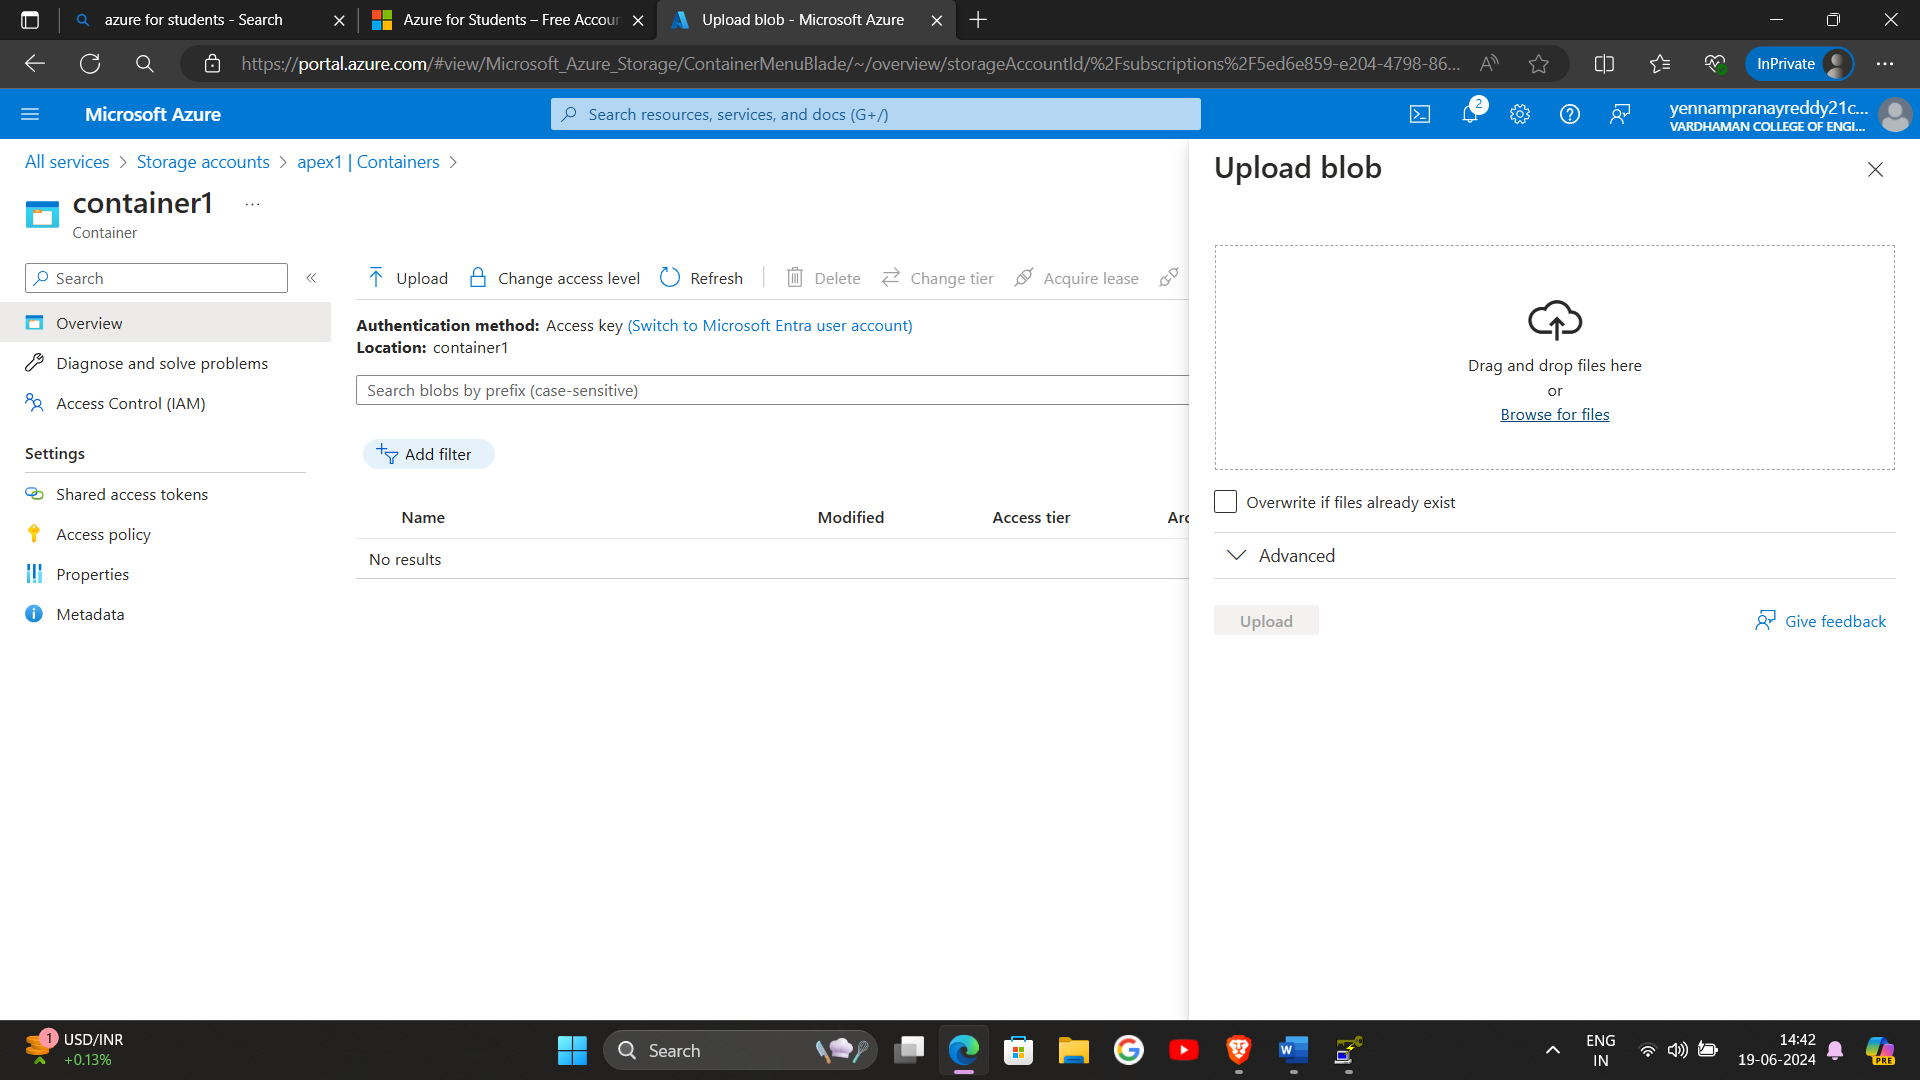 azure for students - Search
Azure for Students – Free Accou
Upload blob - Microsoft Azure
https://portal.azure.com/#view/Microsoft_Azure_Storage/ContainerMenuBlade/~/overview/storageAccountId/%2Fsubscriptions%2F5ed6e859-e204-4798-86...
InPrivate
Microsoft Azure
Search resources, services, and docs (G+/)
2
yennampranayreddy21c...
VARDHAMAN COLLEGE OF ENGI...
All services > Storage accounts > apex1 | Containers >
container1 ...
Container
Search
Overview
Diagnose and solve problems
Access Control (IAM)
Settings
Shared access tokens
Access policy
Properties
Metadata
Upload
Change access level
Refresh
Delete
Change tier
Acquire lease
Authentication method: Access key (Switch to Microsoft Entra user account)
Location: container1
Search blobs by prefix (case-sensitive)
Add filter
Name Modified Access tier Arc
No results
Upload blob
Drag and drop files here
or
Browse for files
Overwrite if files already exist
Advanced
Upload
Give feedback
1
USD/INR
+0.13%
Search
ENG
IN
14:42
19-06-2024
PRE